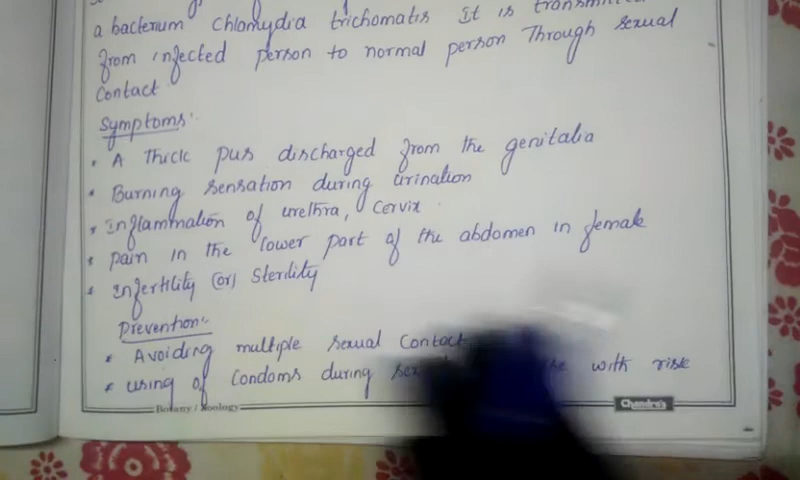 a bacterium Chlamydia trichomatis It is
from infected person to normal person Through sexual
Contact
Symptoms:-
• A Thick pus discharged from the genitalia
• Burning sensation during urination
• Inflammation of urethra, cervix
• pain in the lower part of the abdomen in female
• Infertility (or) Sterility
Prevention:-
• Avoiding multiple sexual Contact
• using of Condoms during with risk
Botany / Zoology
Chandra's